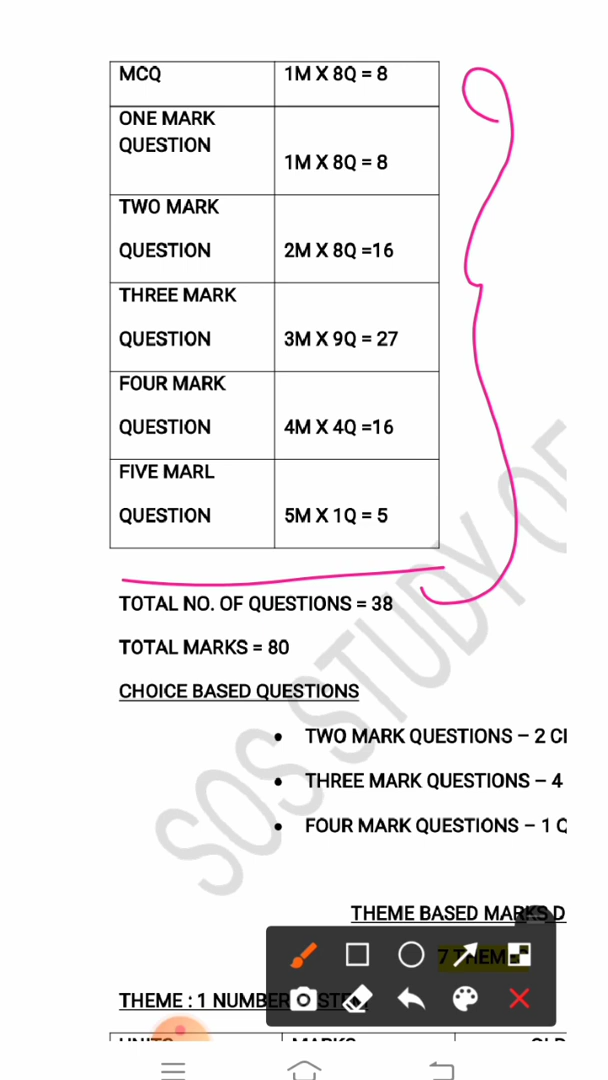 MCQ 1M X 8Q = 8
ONE MARK
QUESTION
1M X 8Q = 8
TWO MARK
QUESTION 2M X 8Q =16
THREE MARK
QUESTION 3M X 9Q = 27
FOUR MARK
QUESTION 4M X 4Q =16
FIVE MARL
QUESTION 5M X 1Q = 5
TOTAL NO. OF QUESTIONS = 38
TOTAL MARKS = 80
CHOICE BASED QUESTIONS
• TWO MARK QUESTIONS – 2
• THREE MARK QUESTIONS – 4
• FOUR MARK QUESTIONS – 1
THEME BASED MARKS
7
THEME : 1 NUMBER
SOS STUDY OF